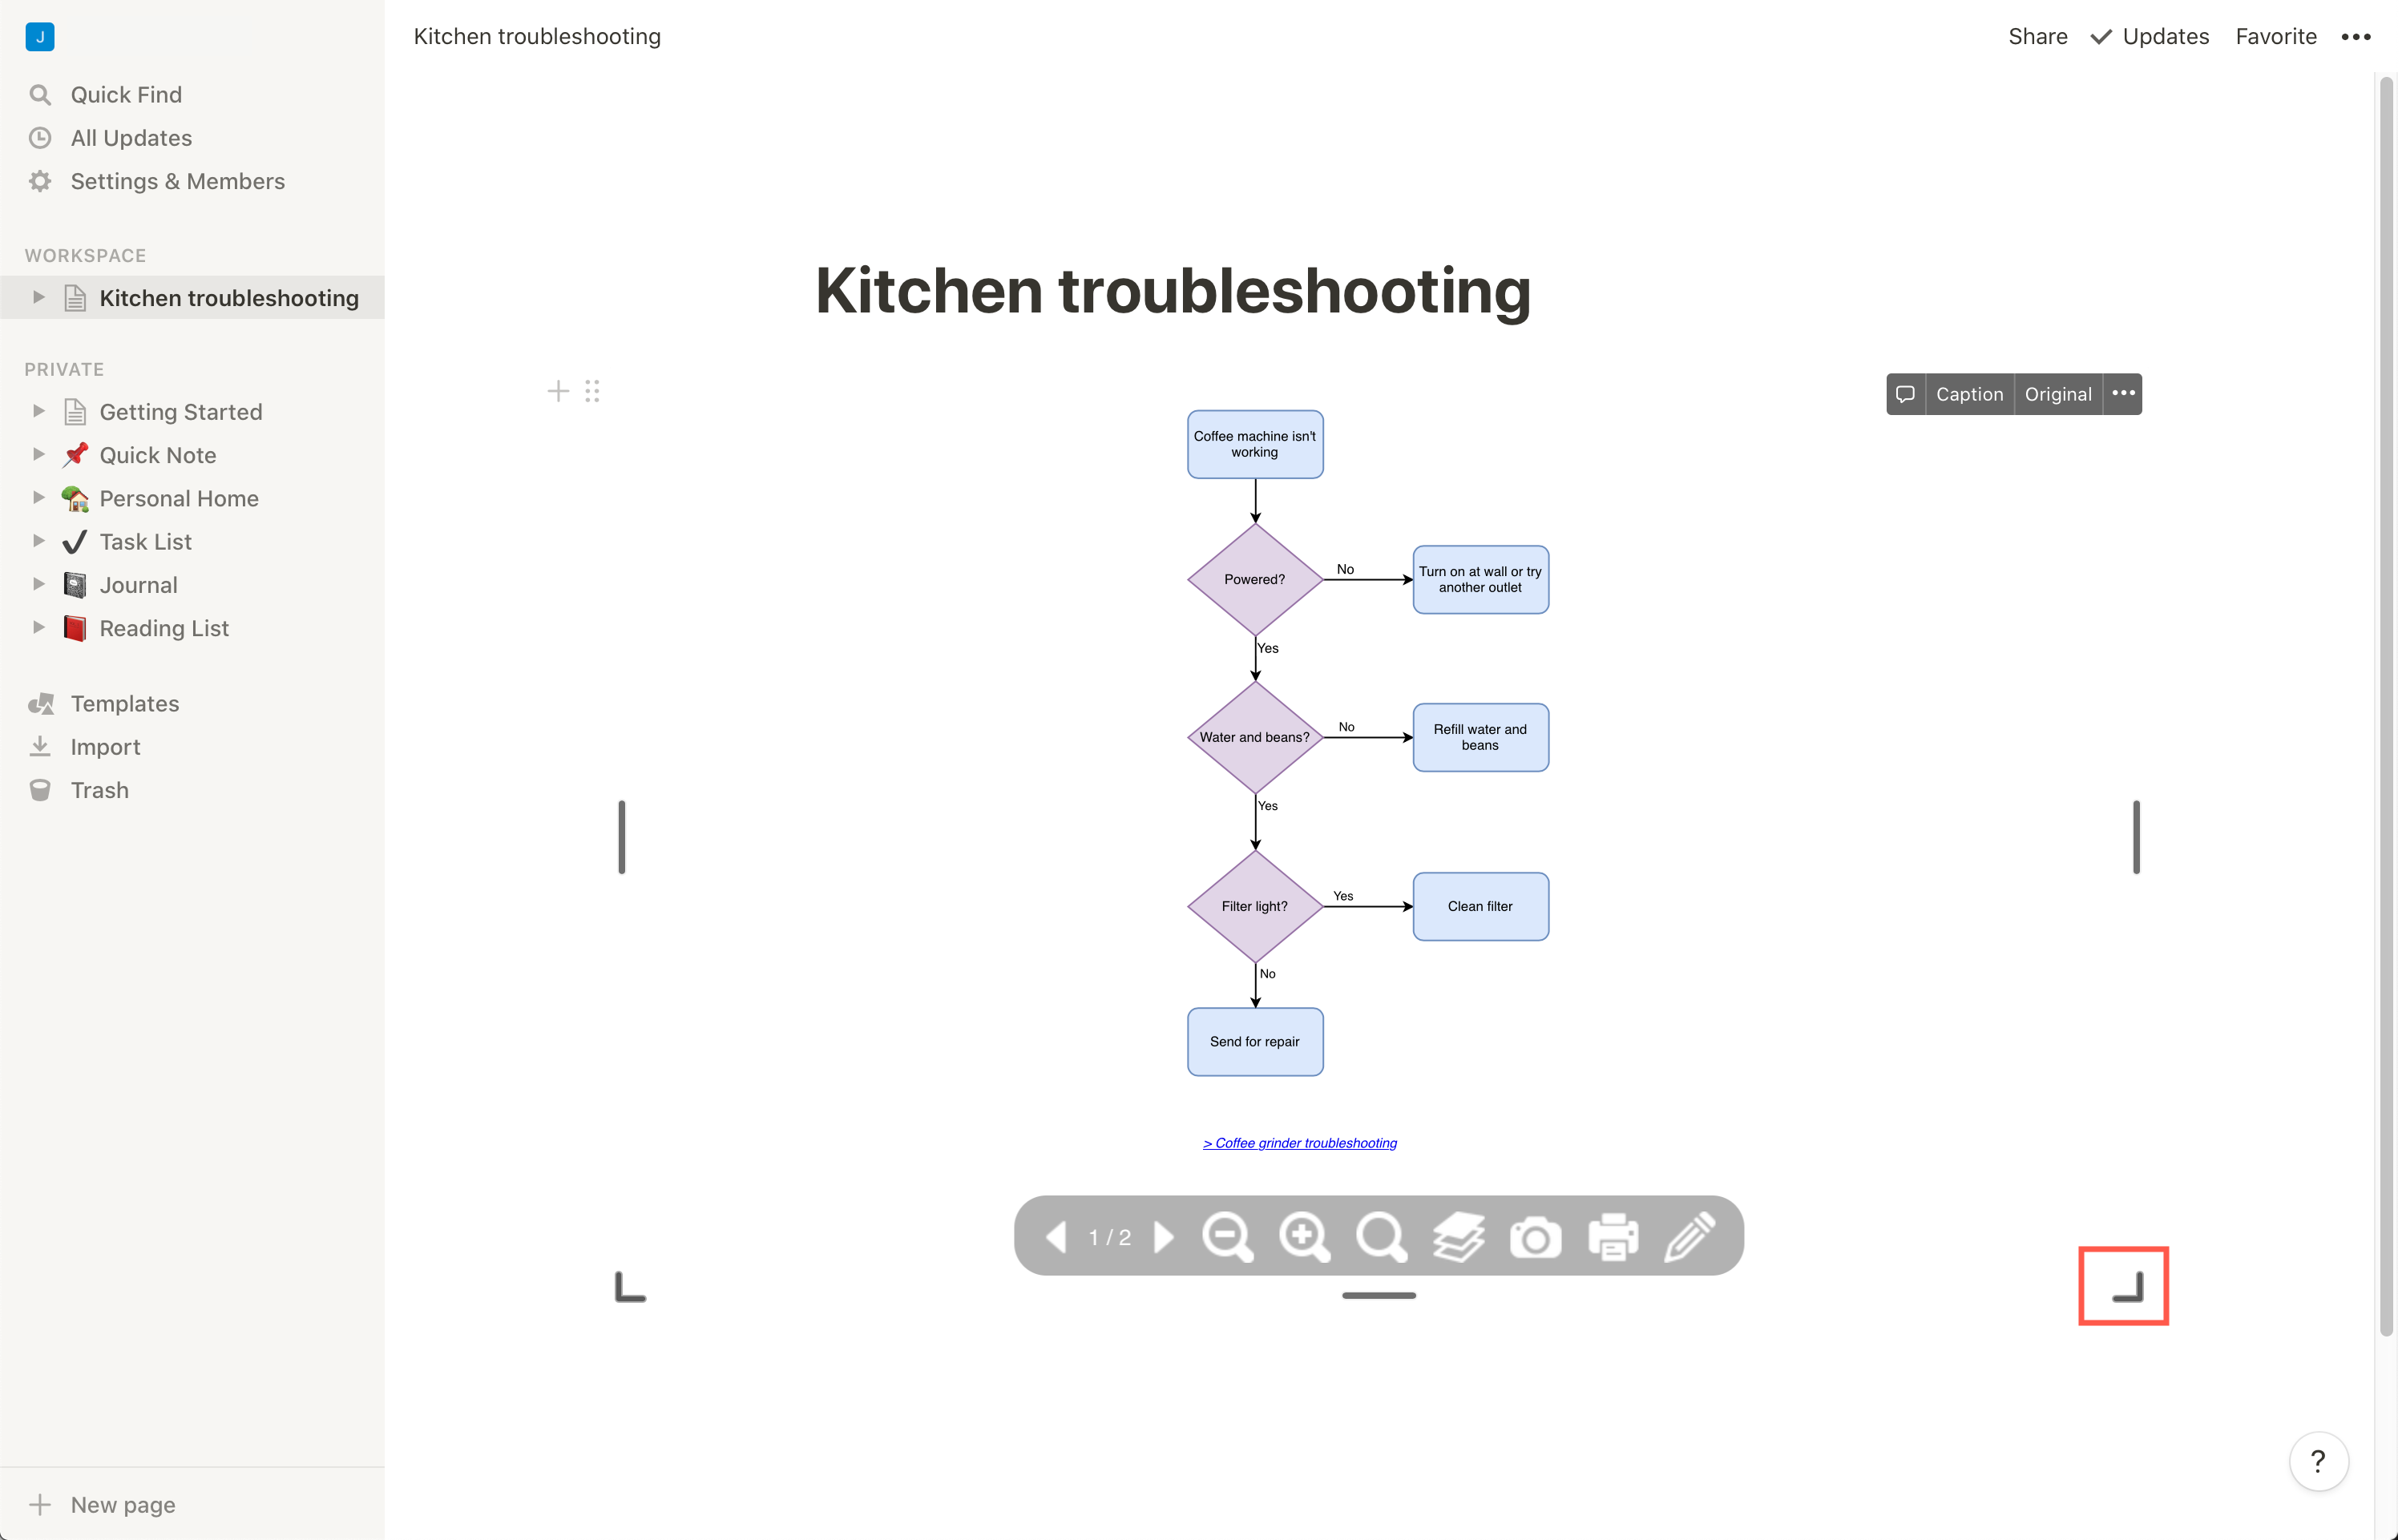 J
Quick Find
All Updates
Settings & Members
WORKSPACE
Kitchen troubleshooting
PRIVATE
Getting Started
Quick Note
Personal Home
Task List
Journal
Reading List
Templates
Import
Trash
New page
Kitchen troubleshooting
Share
Updates
Favorite
Kitchen troubleshooting
Caption
Original
Coffee machine isn't
working
Powered?
No
Turn on at wall or try
another outlet
Yes
Water and beans?
No
Refill water and
beans
Yes
Filter light?
Yes
Clean filter
No
Send for repair
> Coffee grinder troubleshooting
1 / 2
?